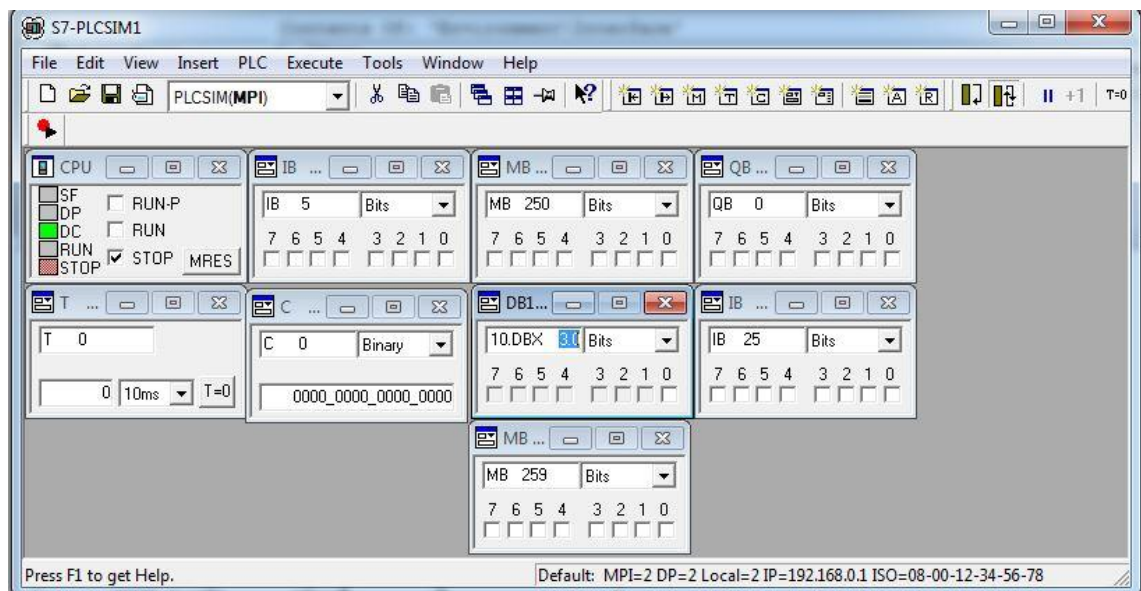 S7-PLCSIM1
File Edit View Insert PLC Execute Tools Window Help
PLCSIM(MPI) +1 T=0
CPU
SF
DP
DC
RUN
STOP
RUN-P
RUN
STOP MRES
IB ...
IB 5 Bits
7 6 5 4 3 2 1 0
MB ...
MB 250 Bits
7 6 5 4 3 2 1 0
QB ...
QB 0 Bits
7 6 5 4 3 2 1 0
T ...
T 0
0 10ms T=0
C ...
C 0 Binary
0000_0000_0000_0000
DB1...
10.DBX 3.0 Bits
7 6 5 4 3 2 1 0
IB ...
IB 25 Bits
7 6 5 4 3 2 1 0
MB ...
MB 259 Bits
7 6 5 4 3 2 1 0
Press F1 to get Help.
Default: MPI=2 DP=2 Local=2 IP=192.168.0.1 ISO=08-00-12-34-56-78